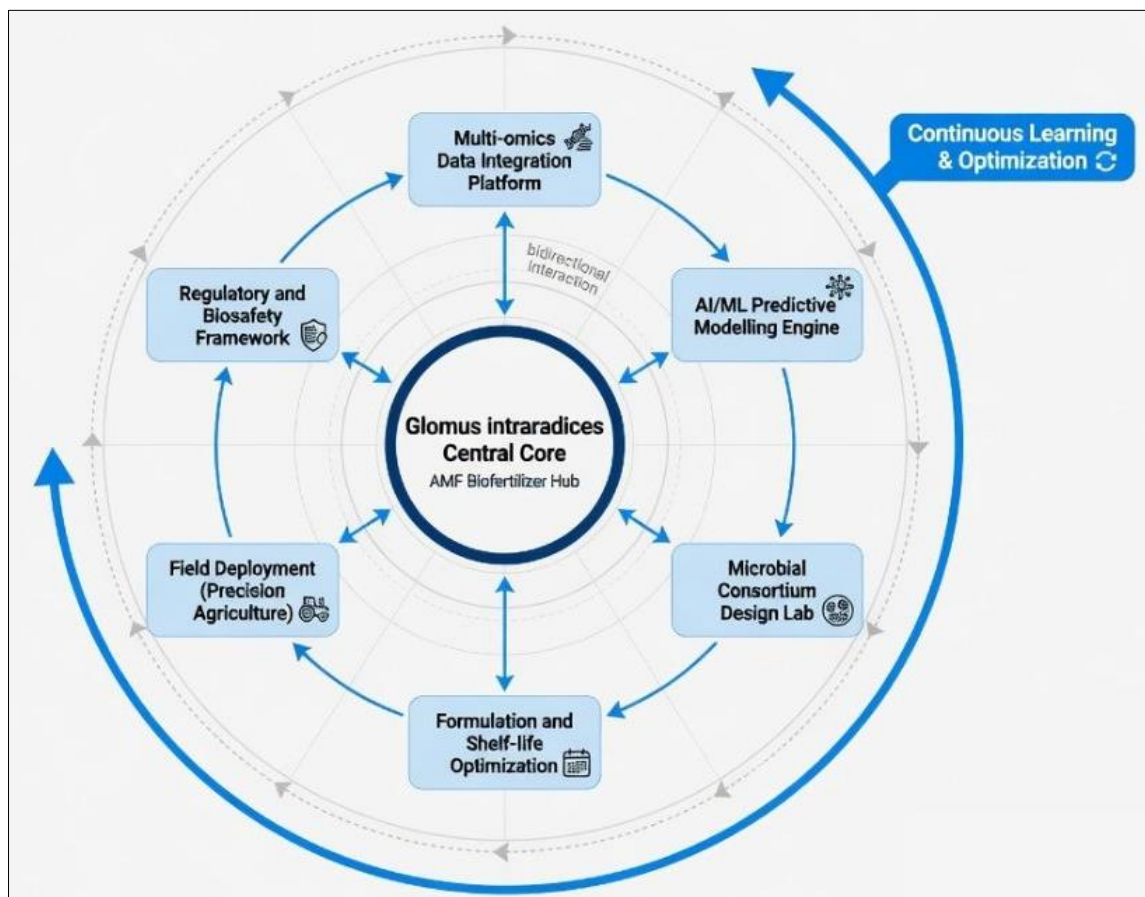 Multi-omics
Data Integration
Platform
Continuous Learning
& Optimization
bidirectional
interaction
Regulatory and
Biosafety
Framework
AI/ML Predictive
Modelling Engine
Glomus intraradices
Central Core
AMF Biofertilizer Hub
Field Deployment
(Precision
Agriculture)
Microbial
Consortium
Design Lab
Formulation and
Shelf-life
Optimization